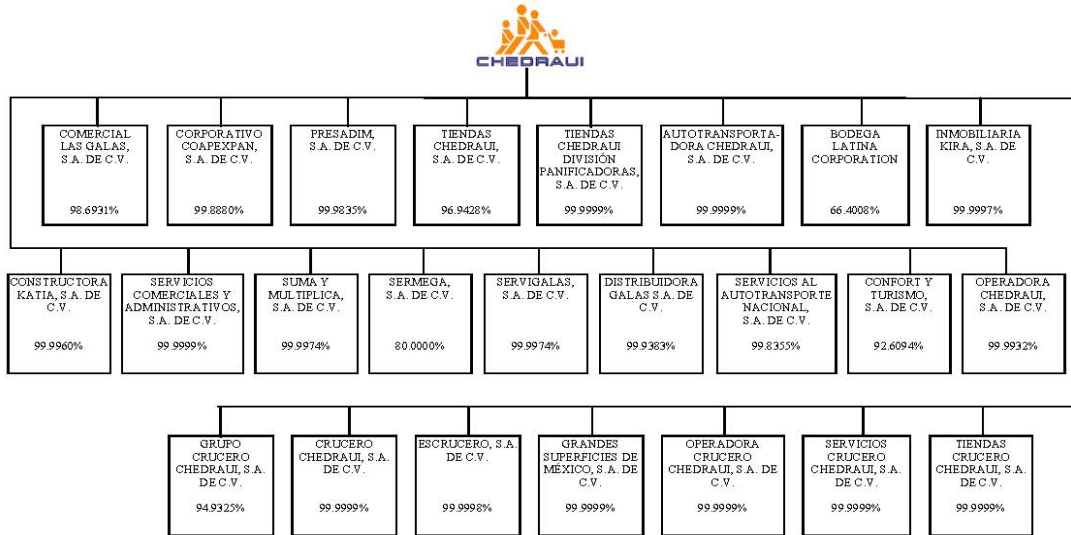 CHEDRAUI
COMERCIAL
LAS GALAS,
S.A. DE C.V.
98.6931%
CORPORATIVO
COAPEXPAN,
S.A. DE C.V.
99.8880%
PRESADIM,
S.A. DE C.V.
99.9835%
TIENDAS
CHEDRAUI,
S.A. DE C.V.
96.9428%
TIENDAS
CHEDRAUI
DIVISIÓN
PANIFICADORAS,
S.A. DE C.V.
99.9999%
AUTOTRANSPORTA-
DORA CHEDRAUI,
S.A. DE C.V.
99.9999%
BODEGA
LATINA
CORPORATION
66.4008%
INMOBILIARIA
KIRA, S.A. DE
C.V.
99.9997%
CONSTRUCTORA
KATIA, S.A. DE
C.V.
99.9960%
SERVICIOS
COMERCIALES Y
ADMINISTRATIVOS,
S.A. DE C.V.
99.9999%
SUMA Y
MULTIPLICA,
S.A. DE C.V.
99.9974%
SERMEGA,
S.A. DE C.V.
80.0000%
SERVIGALAS,
S.A. DE C.V.
99.9974%
DISTRIBUIDORA
GALAS S.A. DE
C.V.
99.9383%
SERVICIOS AL
AUTOTRANSPORTE
NACIONAL,
S.A. DE C.V.
99.8355%
CONFORT Y
TURISMO,
S.A. DE C.V.
92.6094%
OPERADORA
CHEDRAUI,
S.A. DE C.V.
99.9932%
GRUPO
CRUCERO
CHEDRAUI, S.A.
DE C.V.
94.9325%
CRUCERO
CHEDRAUI, S.A.
DE C.V.
99.9999%
ESCRUCERO, S.A.
DE C.V.
99.9998%
GRANDES
SUPERFICIES DE
MÉXICO, S.A. DE
C.V.
99.9999%
OPERADORA
CRUCERO
CHEDRAUI, S.A. DE
C.V.
99.9999%
SERVICIOS
CRUCERO
CHEDRAUI, S.A.
DE C.V.
99.9999%
TIENDAS
CRUCERO
CHEDRAUI, S.A.
DE C.V.
99.9999%